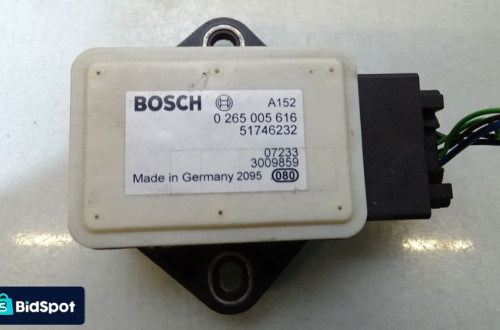 BOSCH A152
0 265 005 616
51746232
07233
3009859
Made in Germany 2095 080
BidSpot